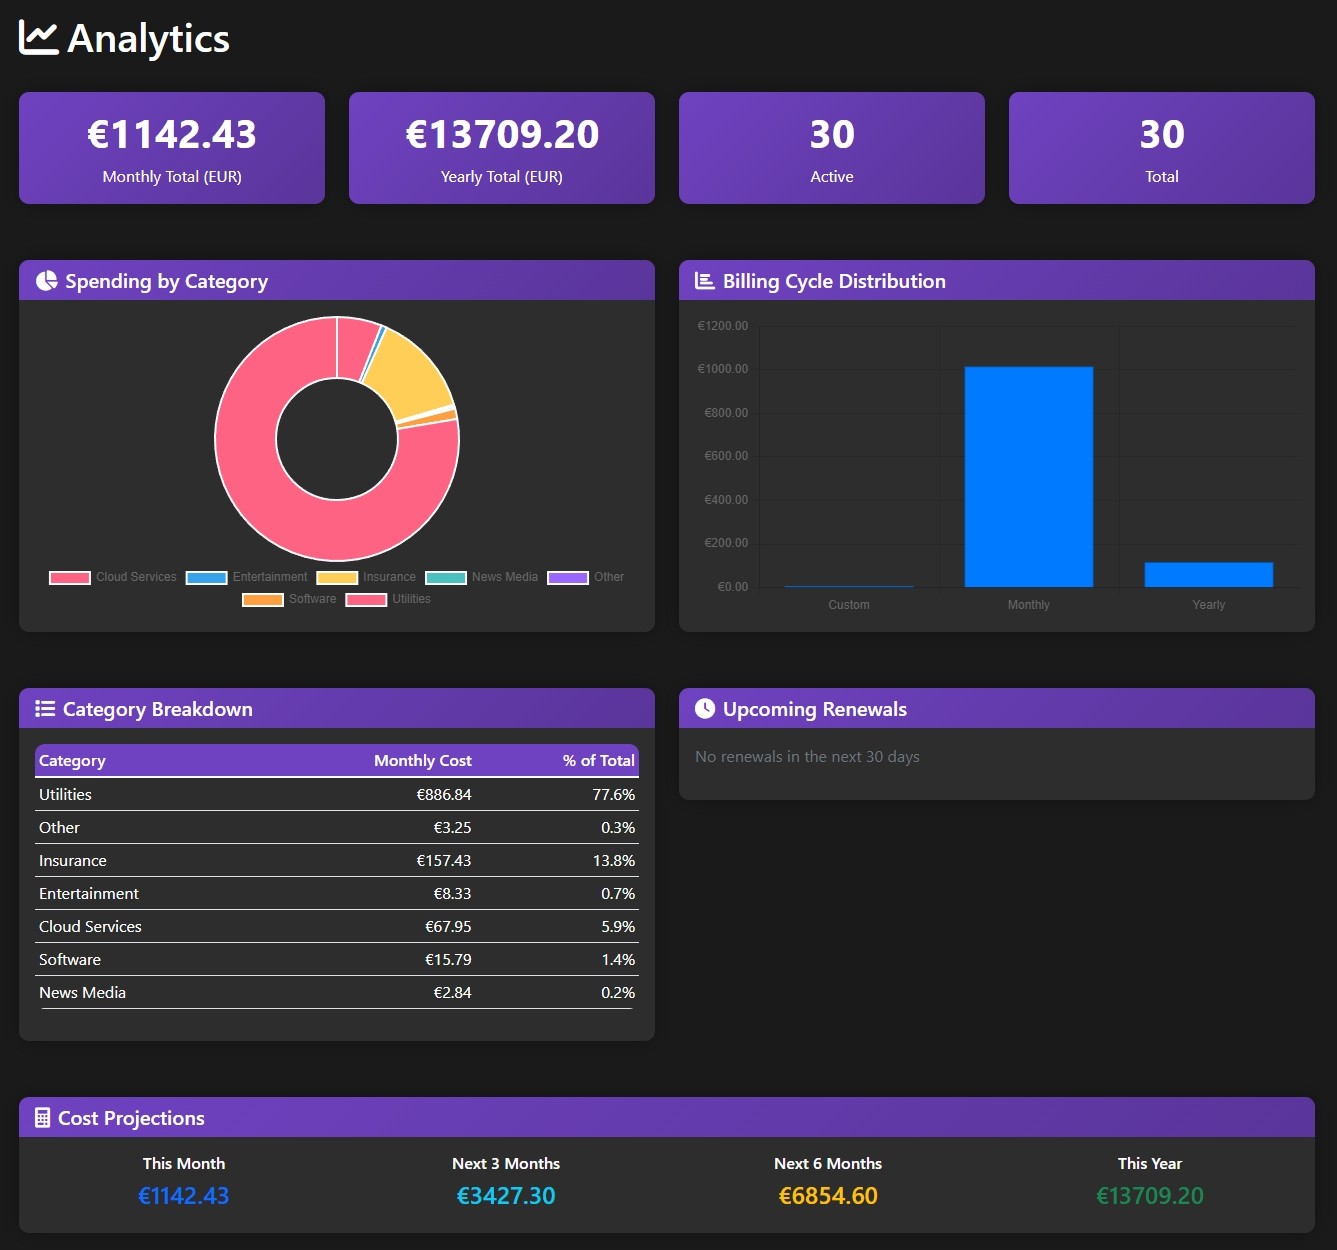 Analytics
€1142.43
Monthly Total (EUR)
€13709.20
Yearly Total (EUR)
30
Active
30
Total
Spending by Category
Cloud Services Entertainment Insurance News Media Other
Software Utilities
Billing Cycle Distribution
€1200.00
€1000.00
€800.00
€600.00
€400.00
€200.00
€0.00
Custom Monthly Yearly
Category Breakdown
Category Monthly Cost % of Total
Utilities €886.84 77.6%
Other €3.25 0.3%
Insurance €157.43 13.8%
Entertainment €8.33 0.7%
Cloud Services €67.95 5.9%
Software €15.79 1.4%
News Media €2.84 0.2%
Upcoming Renewals
No renewals in the next 30 days
Cost Projections
This Month
€1142.43
Next 3 Months
€3427.30
Next 6 Months
€6854.60
This Year
€13709.20